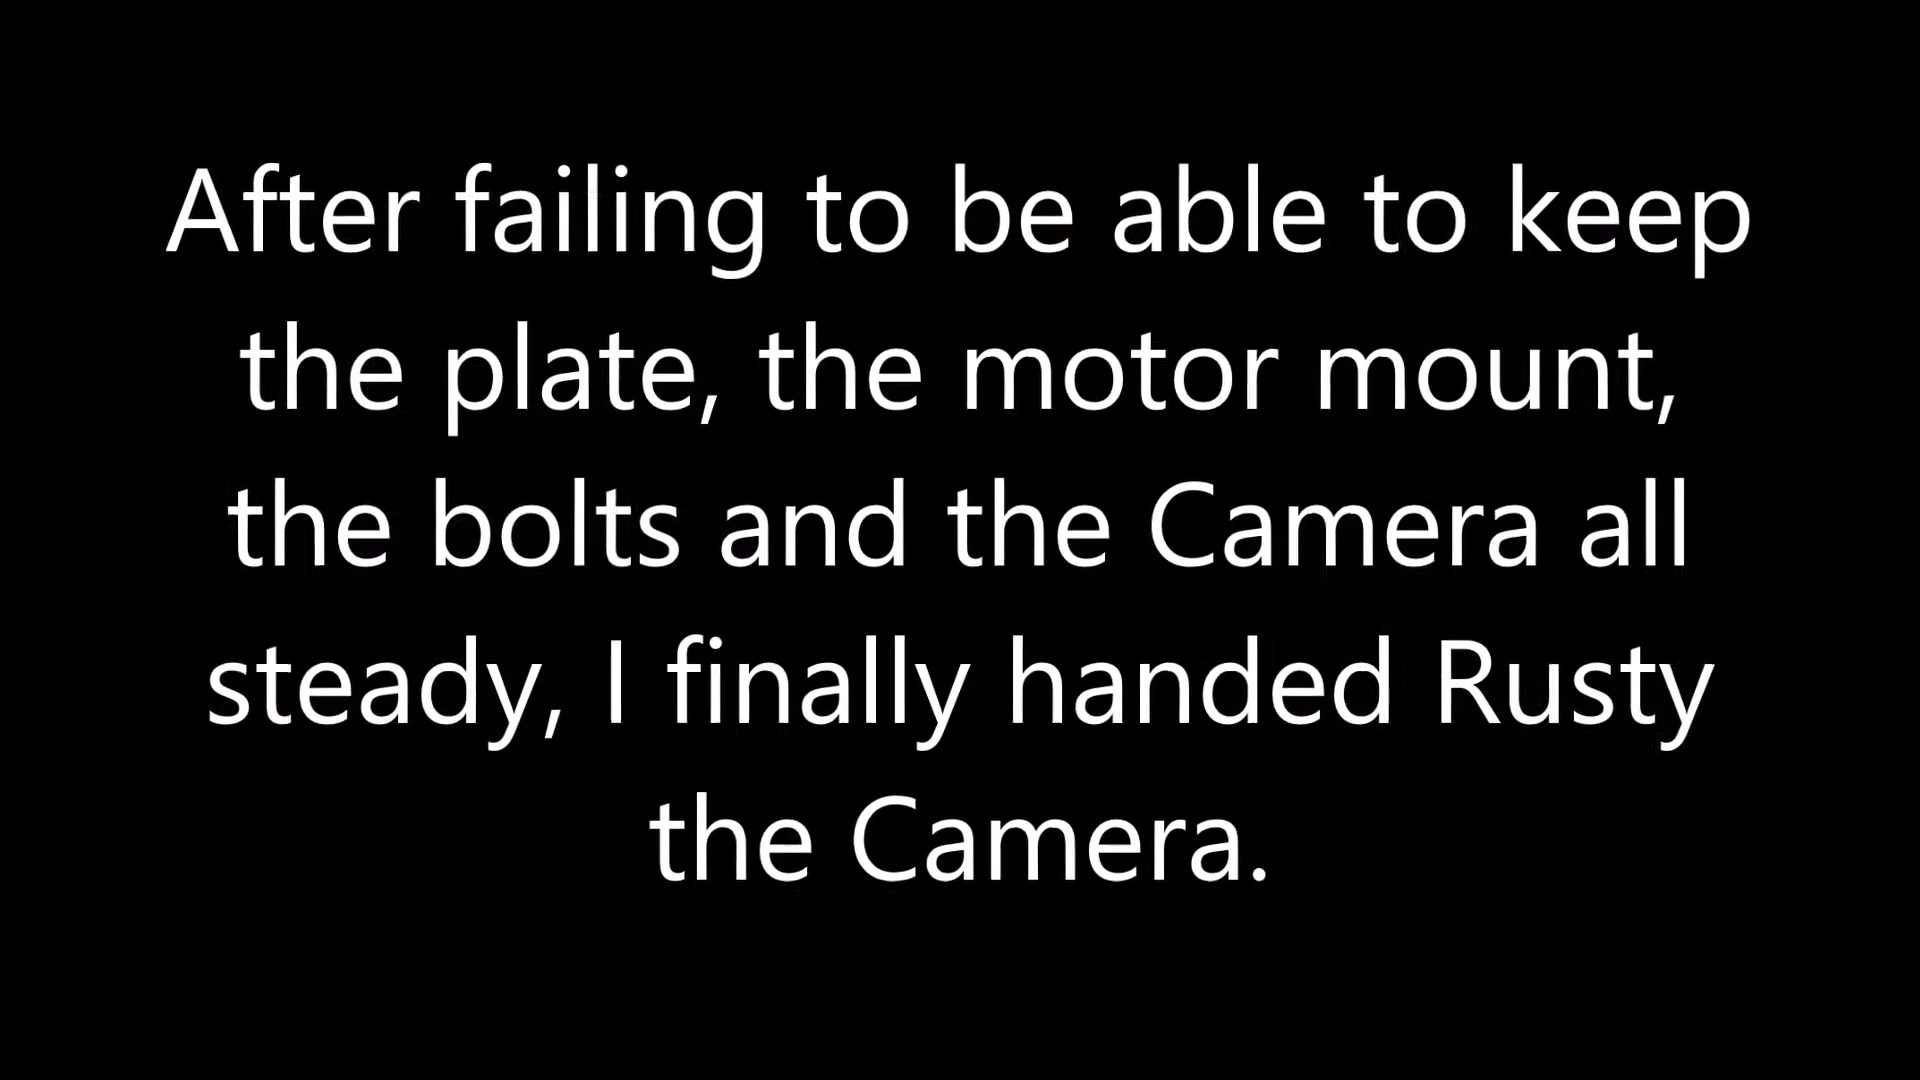 After failing to be able to keep
the plate, the motor mount,
the bolts and the Camera all
steady, I finally handed Rusty
the Camera.